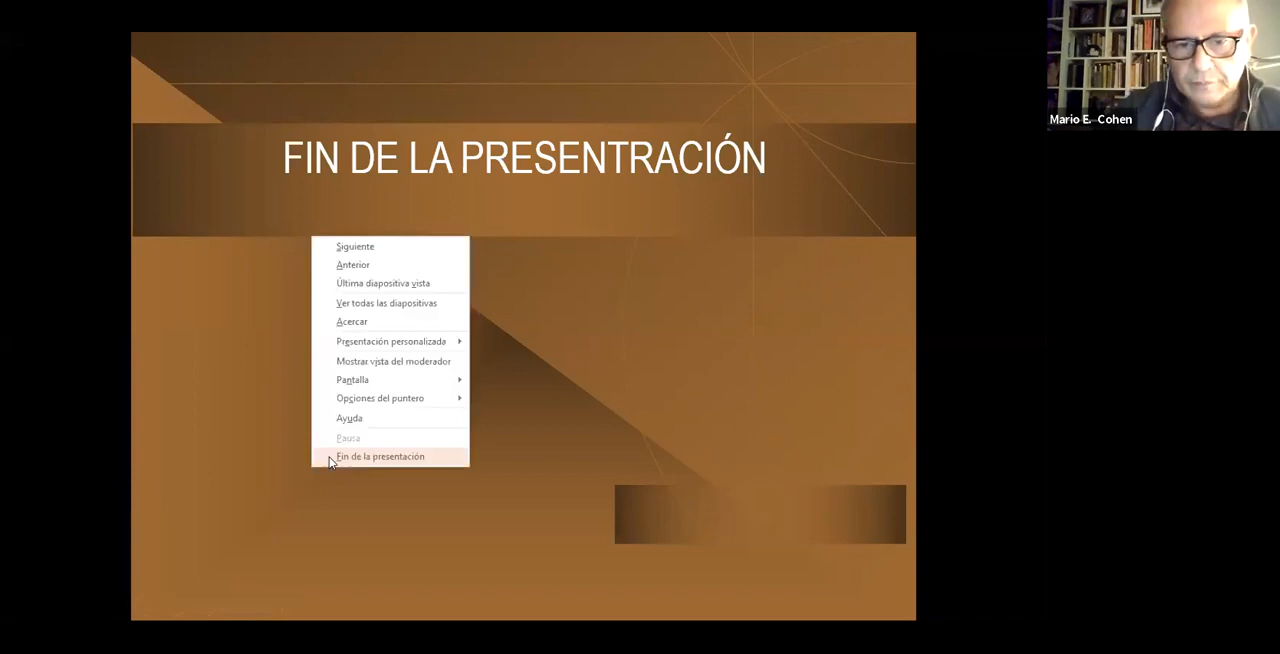 FIN DE LA PRESENTRACIÓN
Siguiente
Anterior
Última diapositiva vista
Ver todas las diapositivas
Acercar
Presentación personalizada
Mostrar vista del moderador
Pantalla
Opciones del puntero
Ayuda
Pausa
Fin de la presentación
Mario E. Cohen